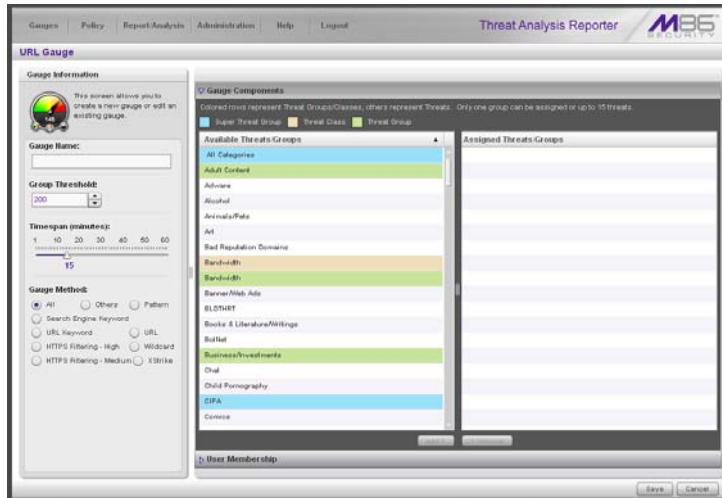 Gauges Policy Report/Analysis Administration Help Logout
Threat Analysis Reporter
M86
SECURITY
URL Gauge
Gauge Information
This screen allows you to
create a new gauge or edit an
existing gauge.
Gauge Name:
Group Threshold:
200
Timespan (minutes):
1 10 20 30 40 50 60
15
Gauge Method:
All Others Pattern
Search Engine Keyword
URL Keyword URL
HTTPS Filtering - High Wildcard
HTTPS Filtering - Medium XStrike
Gauge Components
Colored rows represent Threat Groups/Classes, others represent Threats. Only one group can be assigned or up to 15 threats.
Super Threat Group Threat Class Threat Group
Available Threats/Groups
All Categories
Adult Content
Adware
Alcohol
Animals/Pets
Art
Bad Reputation Domains
Bandwidth
Bandwidth
Banner/Web Ads
Books & Literature/Writings
BotNet
Business/Investments
Chat
Child Pornography
CIPA
Comics
Assigned Threats/Groups
User Membership
Save Cancel